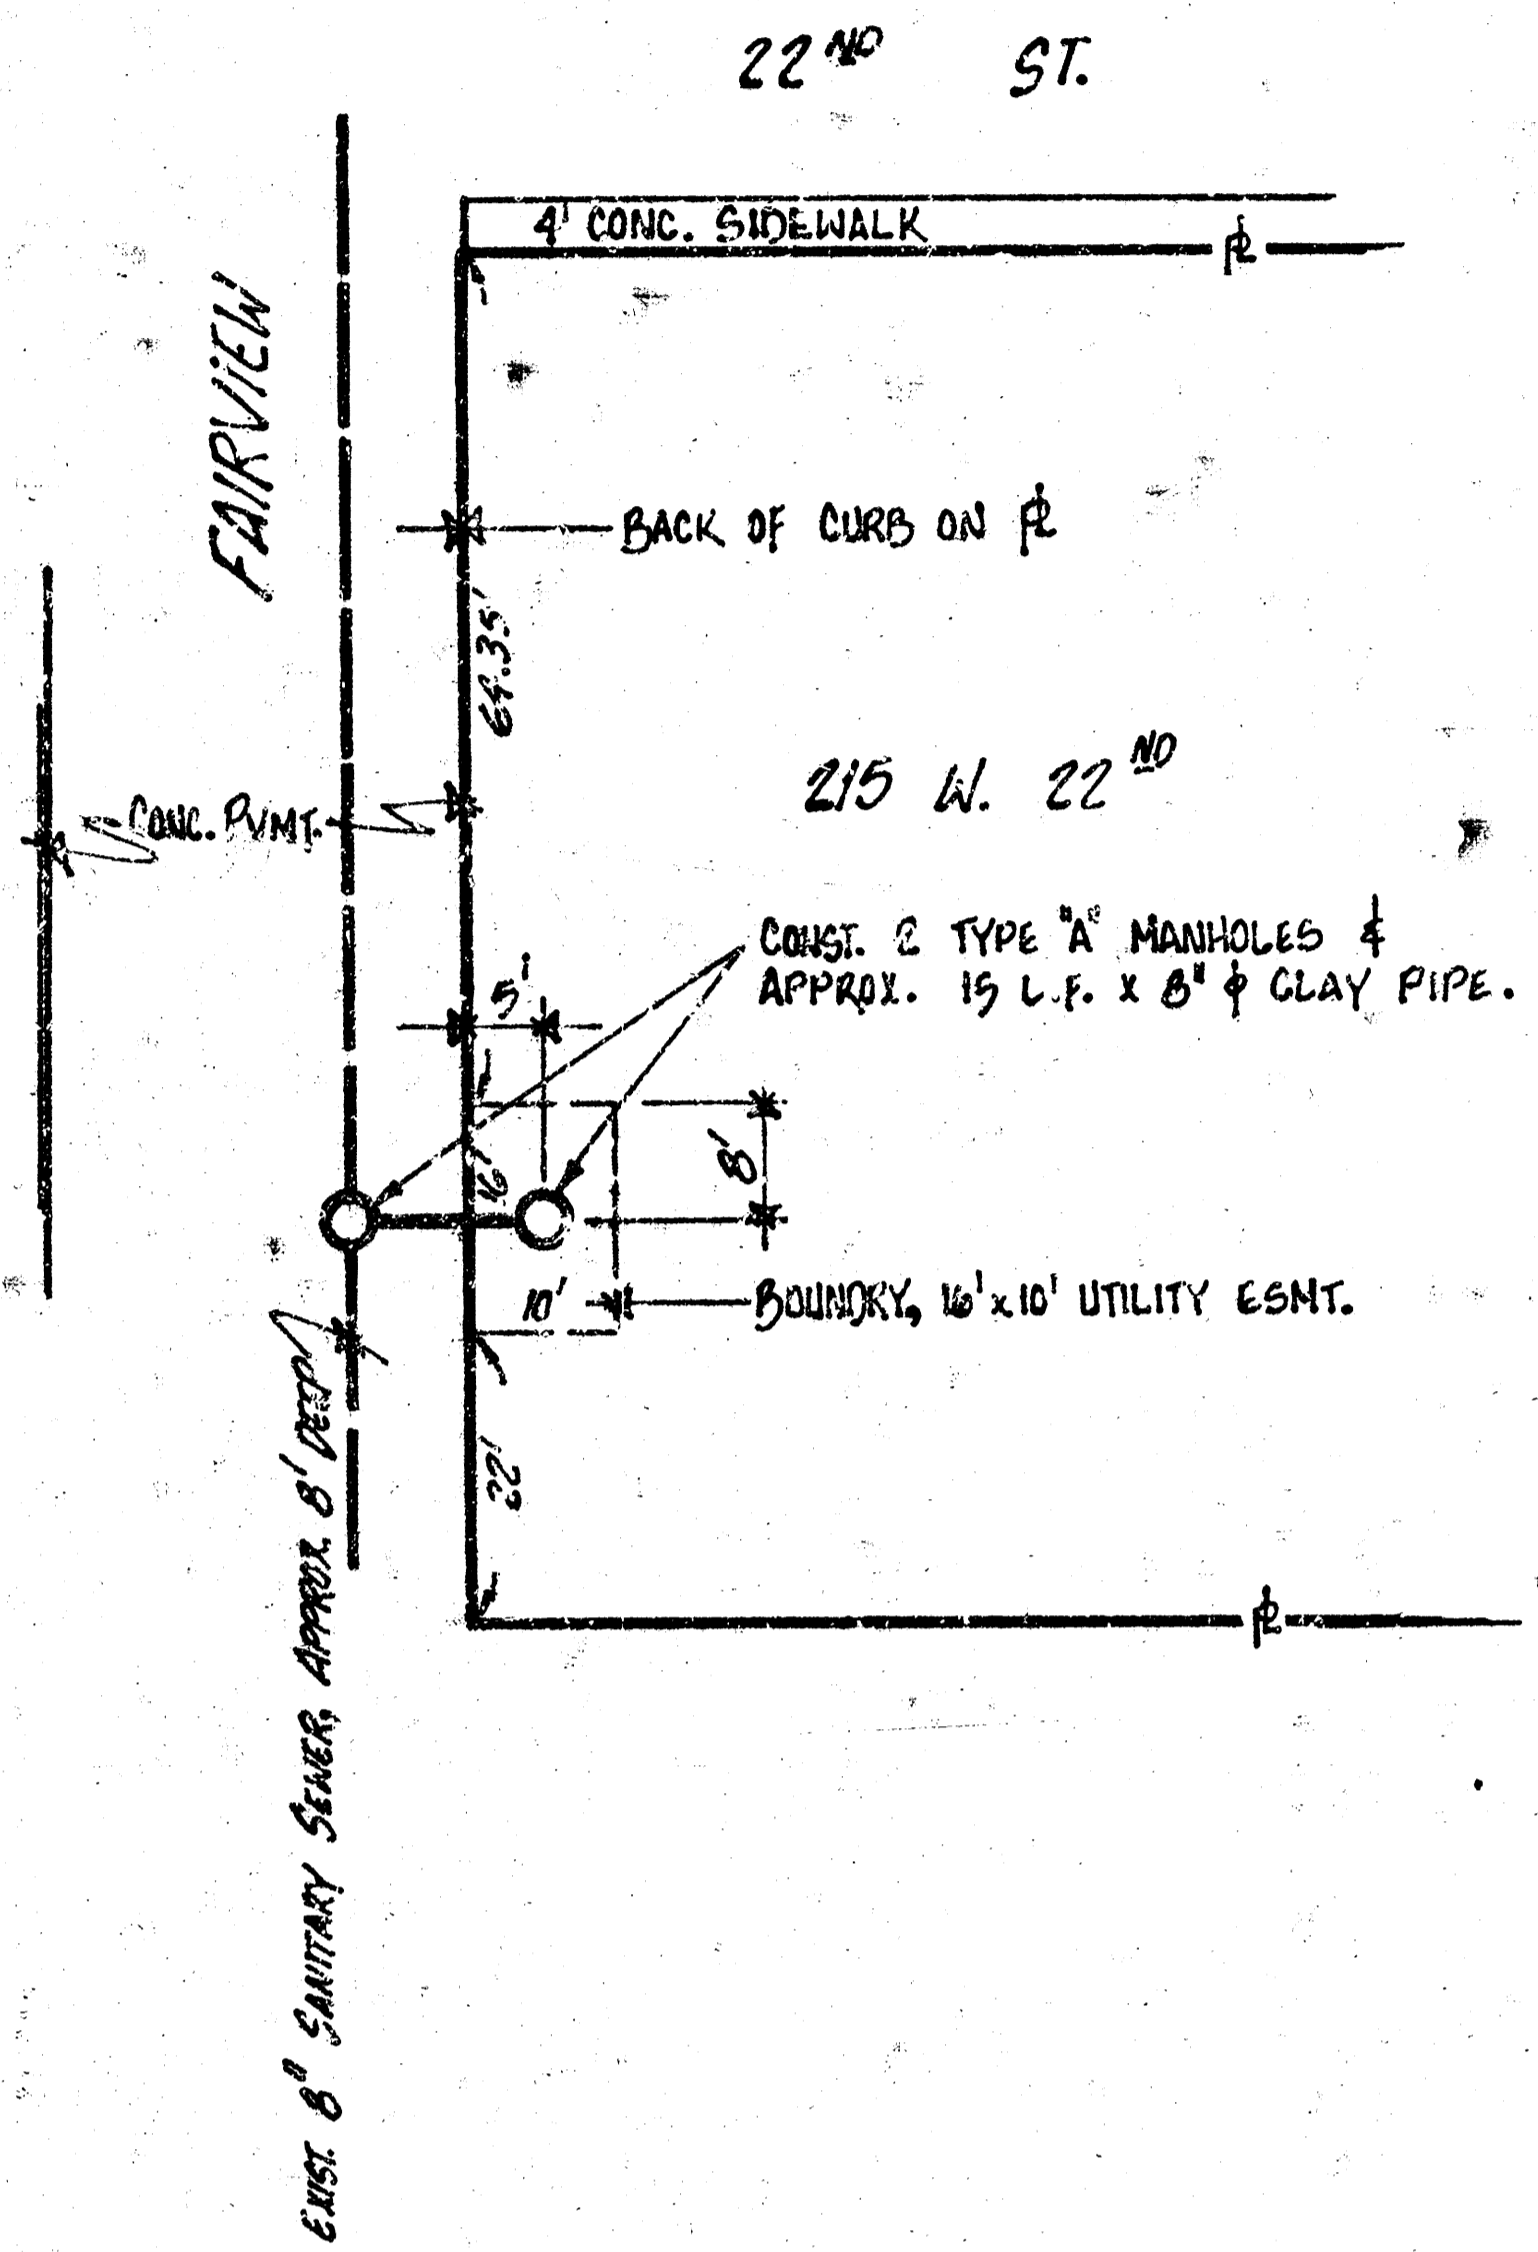 22ND ST.
4' CONC. SIDEWALK
℄
FAIRVIEW
BACK OF CURB ON ℄
64.35'
215 W. 22ND
CONC. PVMT.
CONST. 2 TYPE "A" MANHOLES &
APPROX. 15 L.F. X 8" ϕ CLAY PIPE.
5'
16'
8'
10'
BOUNDRY, 16' x 10' UTILITY ESMT.
22'
EXIST. 8" SANITARY SEWER, APPROX. 8' DEEP
℄